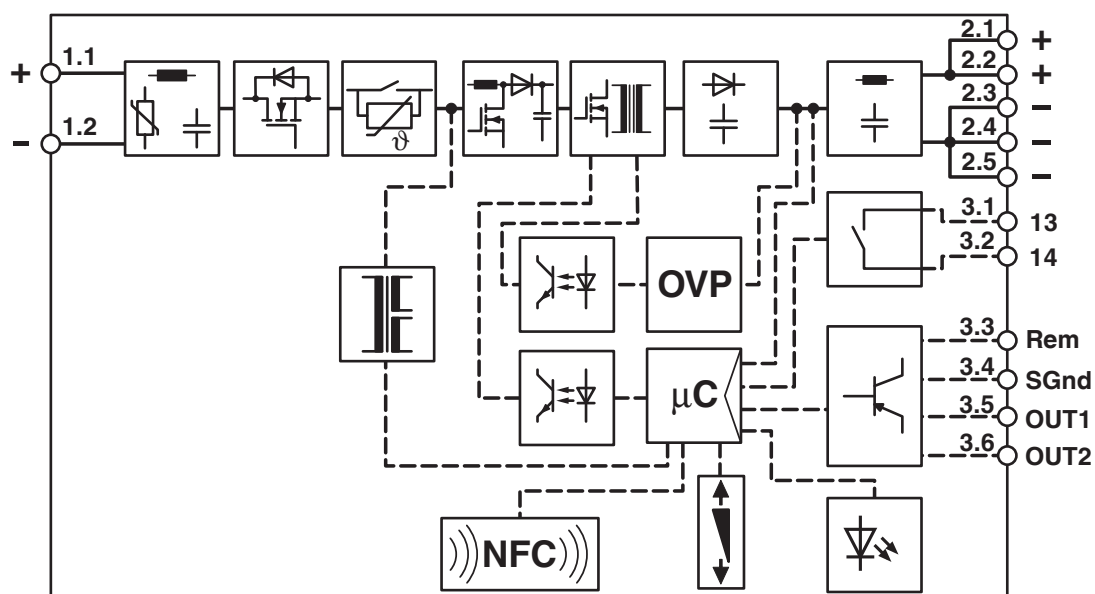 2.1
+
1.1
+
2.2
+
2.3
–
1.2
–
2.4
–
ϑ
2.5
–
3.1
13
3.2
14
OVP
3.3
Rem
3.4
SGnd
µC
3.5
OUT1
3.6
OUT2
NFC